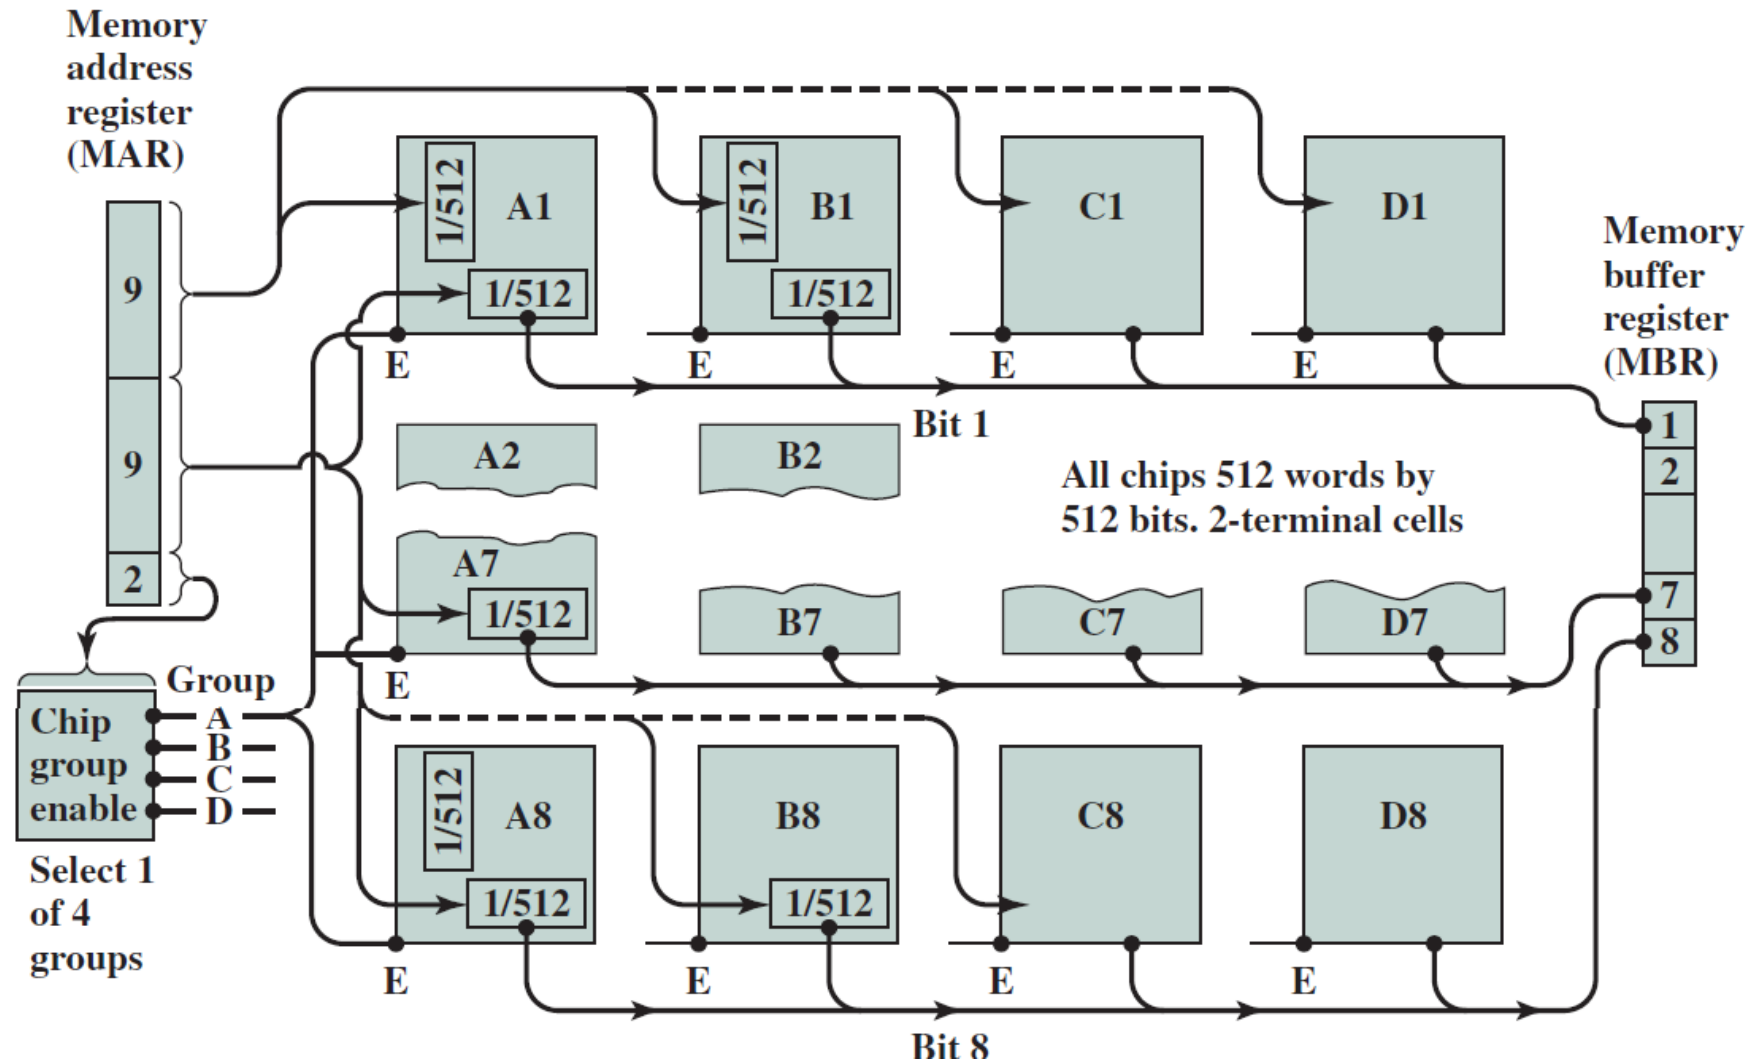 Memory
address
register
(MAR)
9
9
2
1/512
A1
1/512
E
1/512
B1
1/512
E
C1
E
D1
E
Memory
buffer
register
(MBR)
1
2
7
8
Bit 1
A2
B2
All chips 512 words by
512 bits. 2-terminal cells
A7
1/512
E
B7
C7
D7
Group
A
B
C
D
Chip
group
enable
Select 1
of 4
groups
1/512
A8
1/512
E
B8
1/512
E
C8
E
D8
E
Bit 8